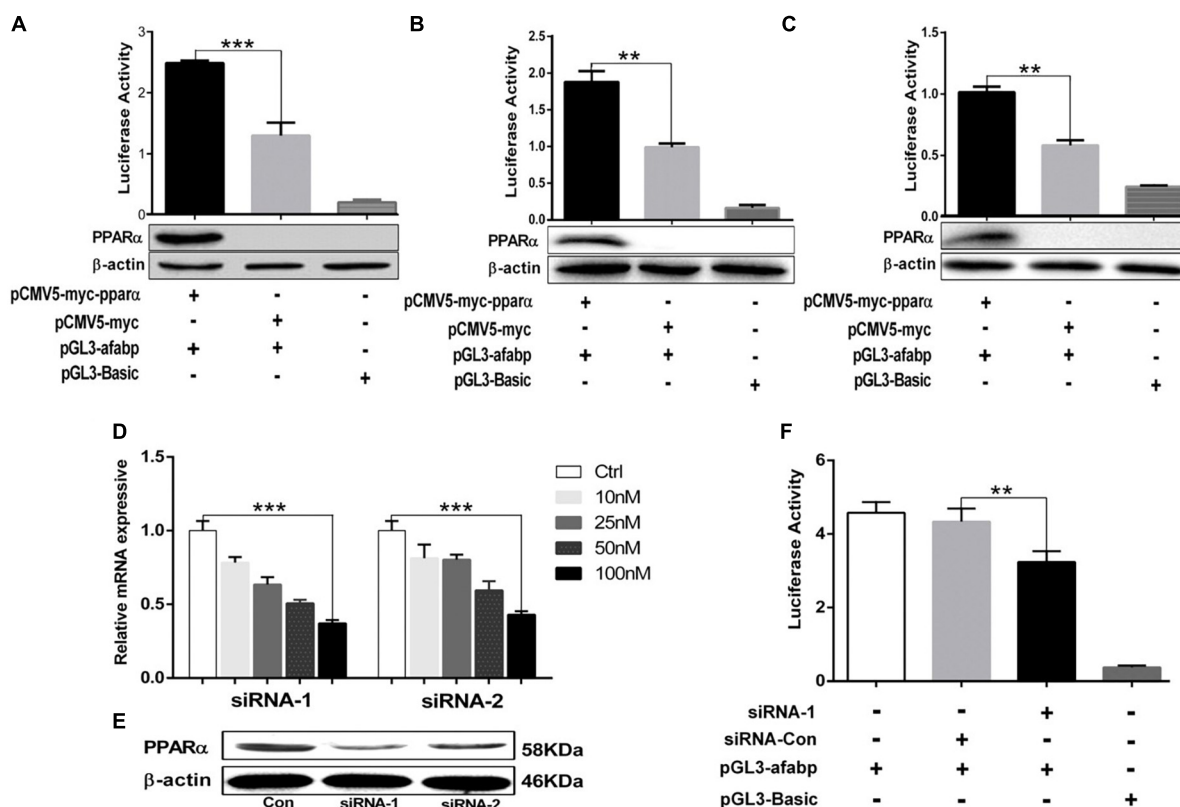 A
Luciferase Activity
3
2
1
0
***
PPARα
β-actin
pCMV5-myc-pparα + - -
pCMV5-myc - + -
pGL3-afabp + + -
pGL3-Basic - - +
B
Luciferase Activity
2.5
2.0
1.5
1.0
0.5
0.0
**
PPARα
β-actin
pCMV5-myc-pparα + - -
pCMV5-myc - + -
pGL3-afabp + + -
pGL3-Basic - - +
C
Luciferase Activity
1.5
1.0
0.5
0.0
**
PPARα
β-actin
pCMV5-myc-pparα + - -
pCMV5-myc - + -
pGL3-afabp + + -
pGL3-Basic - - +
D
Relative mRNA expressive
1.5
1.0
0.5
0.0
***
***
siRNA-1 siRNA-2
Ctrl
10nM
25nM
50nM
100nM
E
PPARα 58KDa
β-actin 46KDa
Con siRNA-1 siRNA-2
F
Luciferase Activity
6
4
2
0
**
siRNA-1 - - + -
siRNA-Con - + - -
pGL3-afabp + + + -
pGL3-Basic - - - +